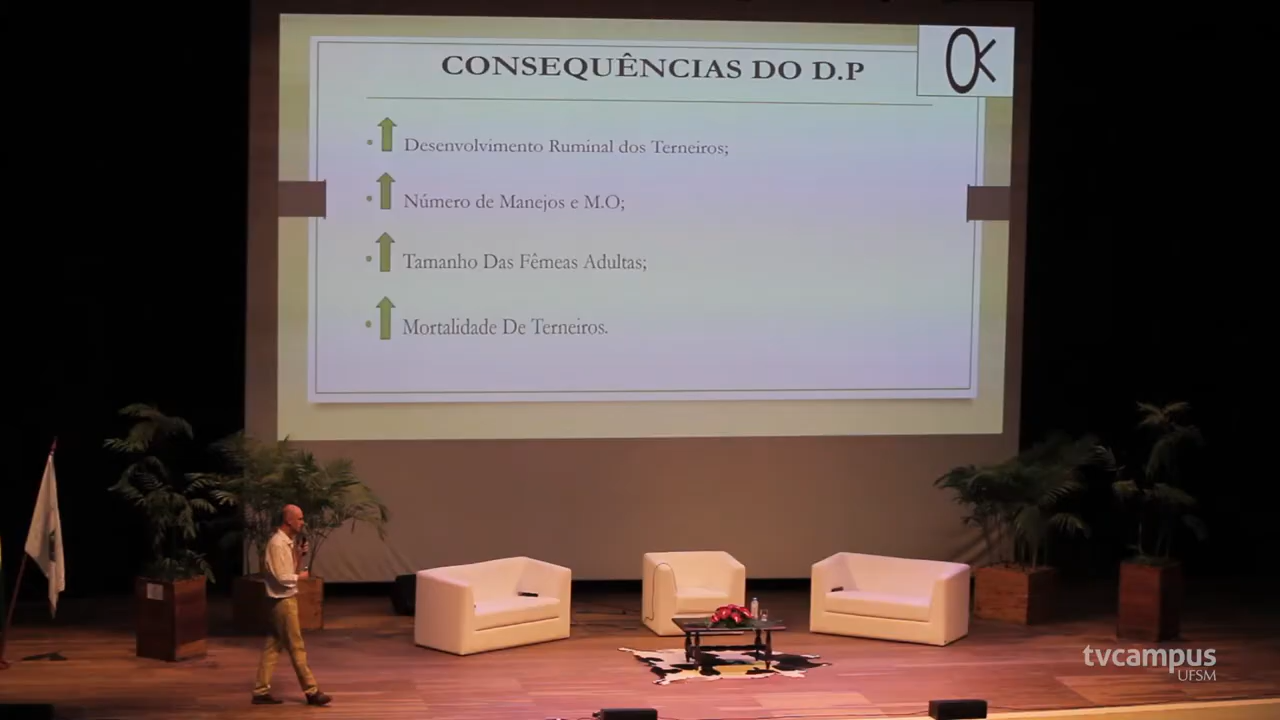 CONSEQUÊNCIAS DO D.P
Desenvolvimento Ruminal dos Terneiros;
Número de Manejos e M.O;
Tamanho Das Fêmeas Adultas;
Mortalidade De Terneiros.
tvcampus
UFSM